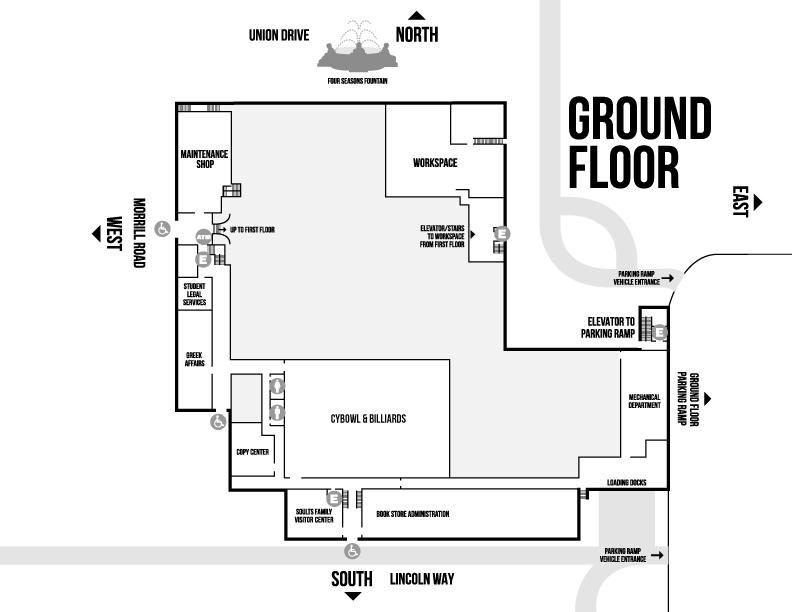 UNION DRIVE
NORTH
FOUR SEASONS FOUNTAIN
GROUND
FLOOR
MAINTENANCE
SHOP
WORKSPACE
EAST
MORRILL ROAD
WEST
ATM
UP TO FIRST FLOOR
ELEVATOR/STAIRS
TO WORKSPACE
FROM FIRST FLOOR
E
E
PARKING RAMP
VEHICLE ENTRANCE
STUDENT
LEGAL
SERVICES
ELEVATOR TO
PARKING RAMP
E
GREEK
AFFAIRS
GROUND FLOOR
PARKING RAMP
MECHANICAL
DEPARTMENT
CYBOWL & BILLIARDS
COPY CENTER
LOADING DOCKS
E
SOULTS FAMILY
VISITOR CENTER
BOOK STORE ADMINISTRATION
PARKING RAMP
VEHICLE ENTRANCE
SOUTH
LINCOLN WAY